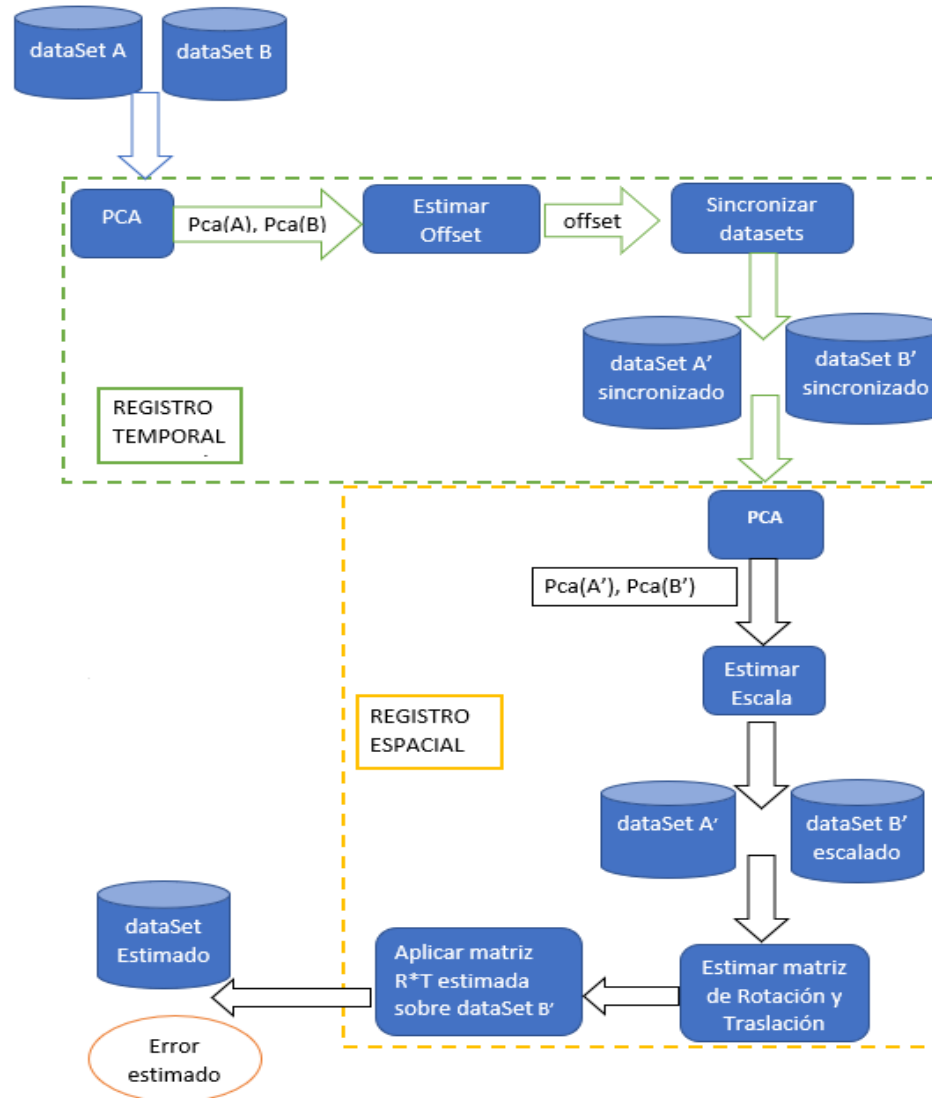 dataSet A
dataSet B
PCA
Pca(A), Pca(B)
Estimar
Offset
offset
Sincronizar
datasets
dataSet A’
sincronizado
dataSet B’
sincronizado
REGISTRO
TEMPORAL
PCA
Pca(A’), Pca(B’)
Estimar
Escala
REGISTRO
ESPACIAL
dataSet A’
dataSet B’
escalado
Estimar matriz
de Rotación y
Traslación
Aplicar matriz
R*T estimada
sobre dataSet B’
dataSet
Estimado
Error
estimado